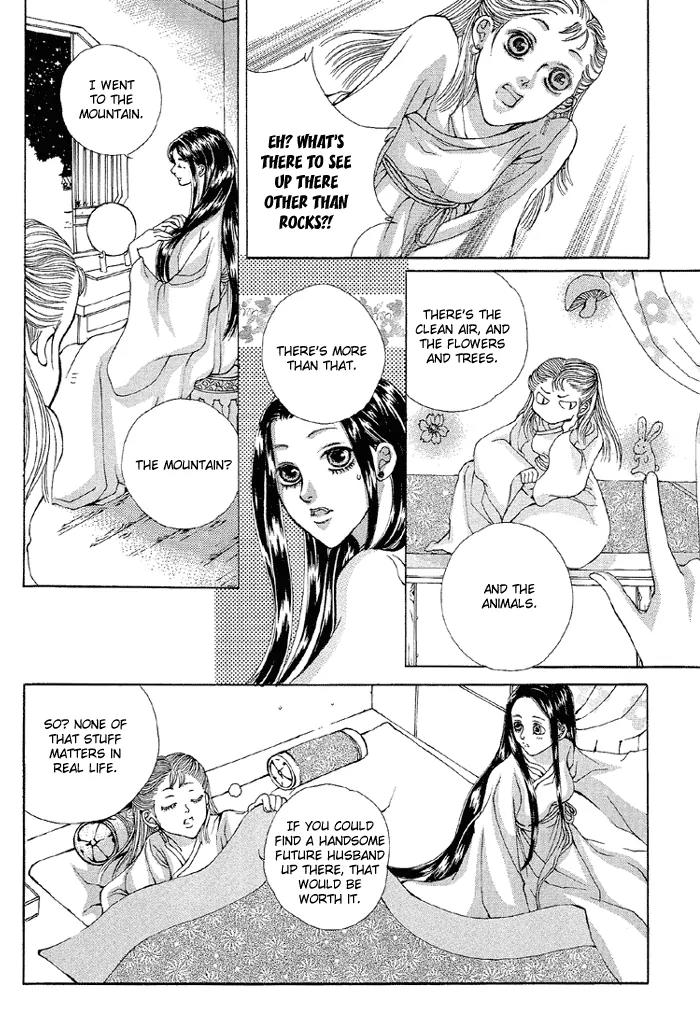 I WENT
TO THE
MOUNTAIN.
THE MOUNTAIN?
EH? WHAT'S
THERE TO SEE
UP THERE
OTHER THAN
ROCKS?!
THERE'S MORE
THAN THAT.
THERE'S THE
CLEAN AIR, AND
THE FLOWERS
AND TREES.
AND THE
ANIMALS.
SO? NONE OF
THAT STUFF
MATTERS IN
REAL LIFE.
IF YOU COULD
FIND A HANDSOME
FUTURE HUSBAND
UP THERE, THAT
WOULD BE
WORTH IT.